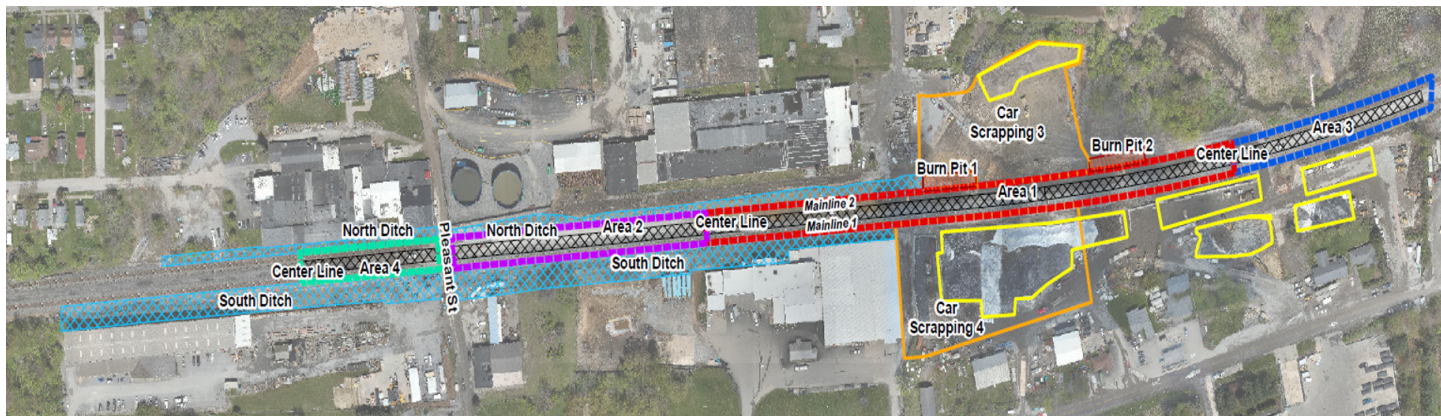 Car
Scrapping 3
Area 3
Burn Pit 2
Center Line
Burn Pit 1
Area 1
Mainline 2
Center Line
Mainline 1
North Ditch
Area 2
North Ditch
Pleasant St
South Ditch
Center Line
Area 4
South Ditch
Car
Scrapping 4